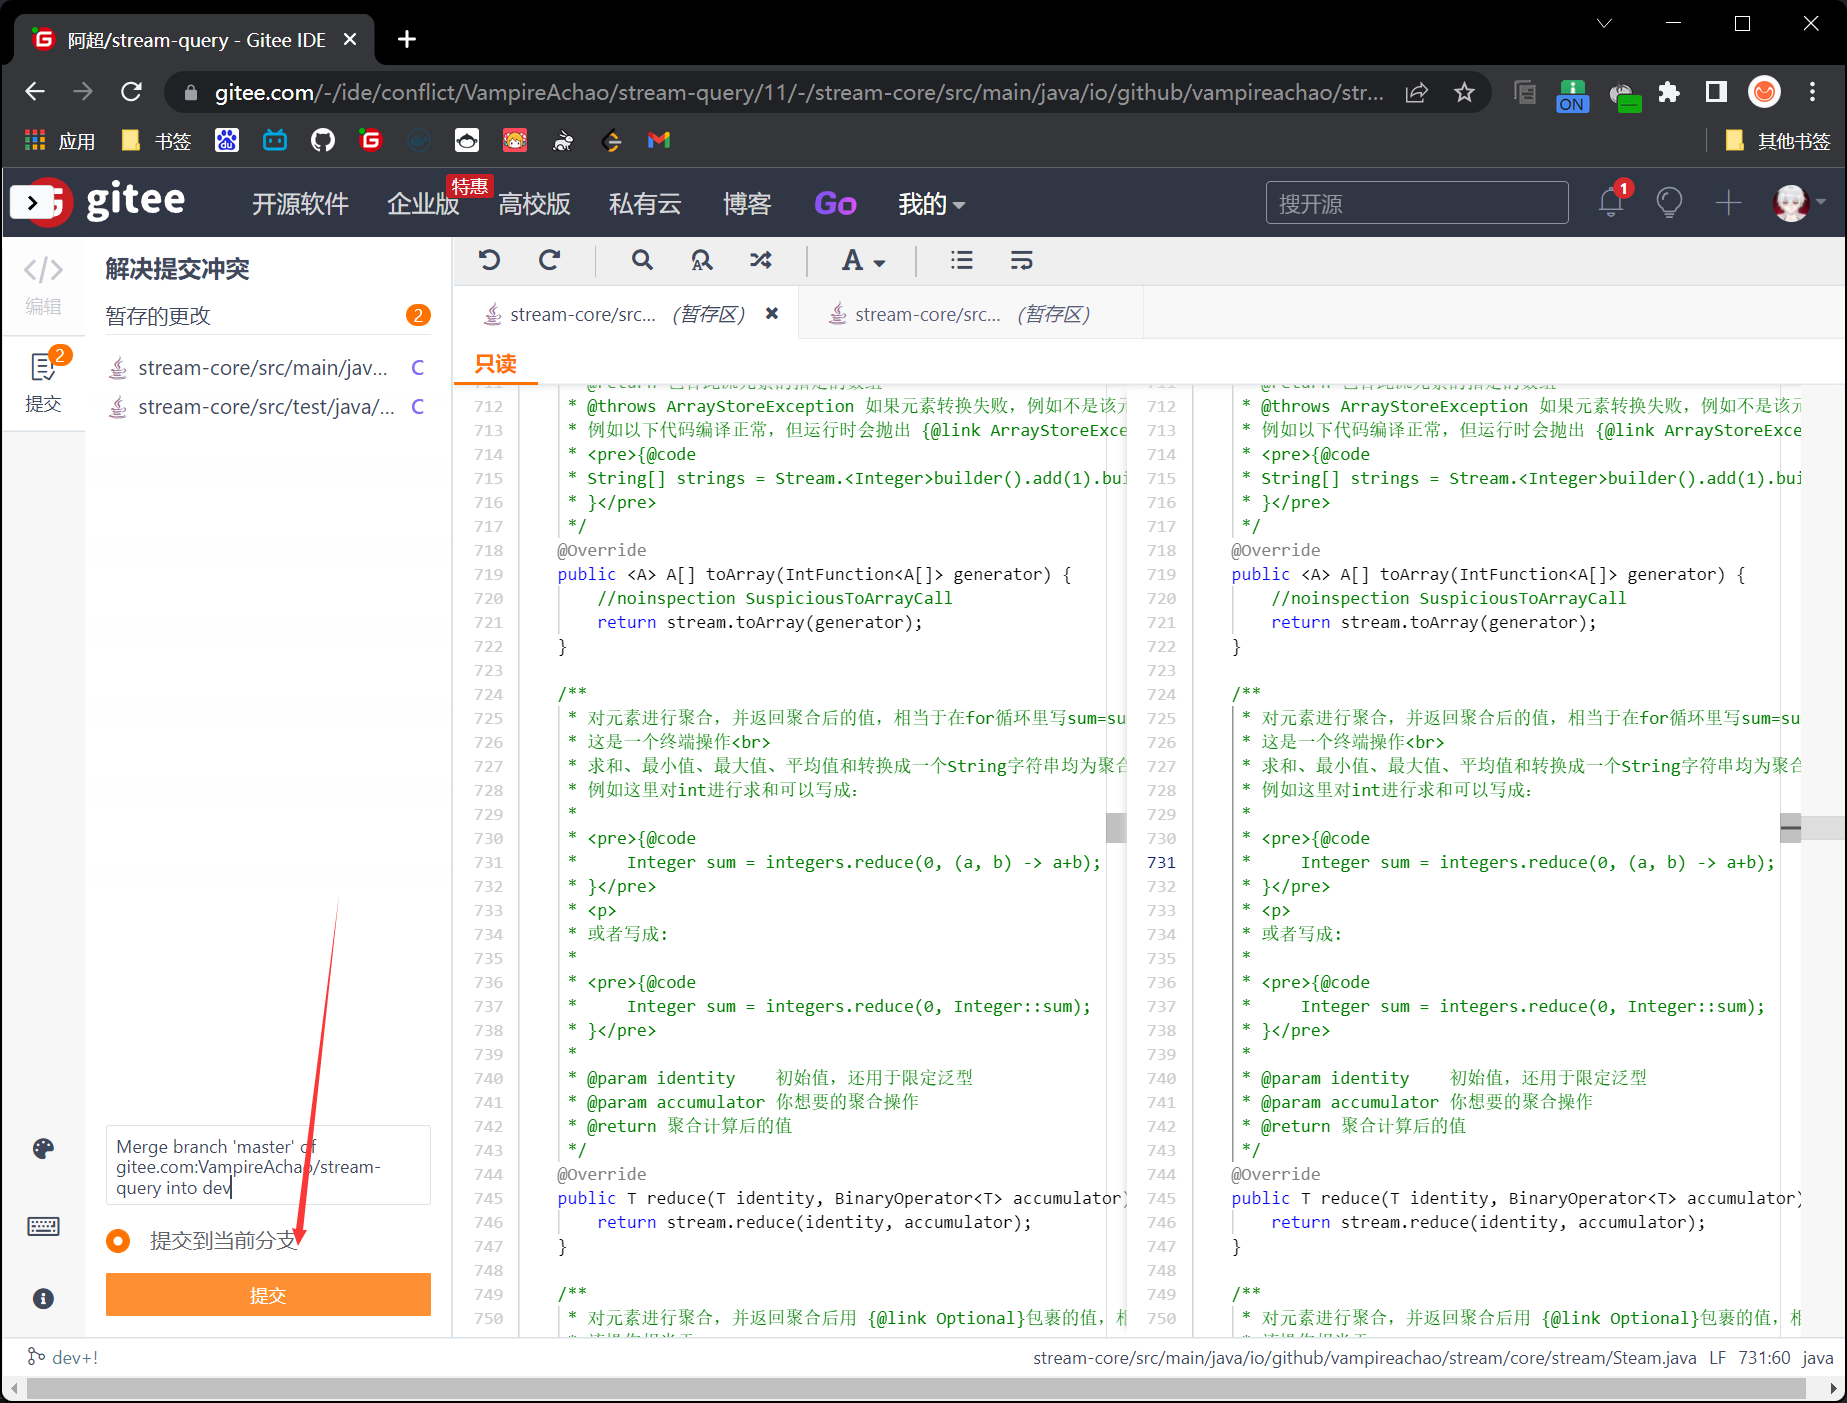 阿超/stream-query - Gitee IDE
gitee.com/-/ide/conflict/VampireAchao/stream-query/11/-/stream-core/src/main/java/io/github/vampireachao/str...
ON
应用
书签
du
其他书签
gitee
开源软件
企业版
特惠
高校版
私有云
博客
Go
我的
搜开源
1
编辑
2
提交
解决提交冲突
暂存的更改
2
stream-core/src/main/jav...
C
stream-core/src/test/java/...
C
stream-core/src... (暂存区)
stream-core/src... (暂存区)
只读
712 * @throws ArrayStoreException 如果元素转换失败，例如不是该元
713 * 例如以下代码编译正常，但运行时会抛出 {@link ArrayStoreExce
714 * <pre>{@code
715 * String[] strings = Stream.<Integer>builder().add(1).bui
716 * }</pre>
717 */
718 @Override
719 public <A> A[] toArray(IntFunction<A[]> generator) {
720 //noinspection SuspiciousToArrayCall
721 return stream.toArray(generator);
722 }
723
724 /**
725 * 对元素进行聚合，并返回聚合后的值，相当于在for循环里写sum=su
726 * 这是一个终端操作<br>
727 * 求和、最小值、最大值、平均值和转换成一个String字符串均为聚合
728 * 例如这里对int进行求和可以写成：
729 *
730 * <pre>{@code
731 * Integer sum = integers.reduce(0, (a, b) -> a+b);
732 * }</pre>
733 * <p>
734 * 或者写成:
735 *
736 * <pre>{@code
737 * Integer sum = integers.reduce(0, Integer::sum);
738 * }</pre>
739 *
740 * @param identity 初始值，还用于限定泛型
741 * @param accumulator 你想要的聚合操作
742 * @return 聚合计算后的值
743 */
744 @Override
745 public T reduce(T identity, BinaryOperator<T> accumulator)
746 return stream.reduce(identity, accumulator);
747 }
748
749 /**
750 * 对元素进行聚合，并返回聚合后用 {@link Optional}包裹的值，相
712 * @throws ArrayStoreException 如果元素转换失败，例如不是该元
713 * 例如以下代码编译正常，但运行时会抛出 {@link ArrayStoreExce
714 * <pre>{@code
715 * String[] strings = Stream.<Integer>builder().add(1).bui
716 * }</pre>
717 */
718 @Override
719 public <A> A[] toArray(IntFunction<A[]> generator) {
720 //noinspection SuspiciousToArrayCall
721 return stream.toArray(generator);
722 }
723
724 /**
725 * 对元素进行聚合，并返回聚合后的值，相当于在for循环里写sum=su
726 * 这是一个终端操作<br>
727 * 求和、最小值、最大值、平均值和转换成一个String字符串均为聚合
728 * 例如这里对int进行求和可以写成：
729 *
730 * <pre>{@code
731 * Integer sum = integers.reduce(0, (a, b) -> a+b);
732 * }</pre>
733 * <p>
734 * 或者写成:
735 *
736 * <pre>{@code
737 * Integer sum = integers.reduce(0, Integer::sum);
738 * }</pre>
739 *
740 * @param identity 初始值，还用于限定泛型
741 * @param accumulator 你想要的聚合操作
742 * @return 聚合计算后的值
743 */
744 @Override
745 public T reduce(T identity, BinaryOperator<T> accumulator)
746 return stream.reduce(identity, accumulator);
747 }
748
749 /**
750 * 对元素进行聚合，并返回聚合后用 {@link Optional}包裹的值，相
Merge branch 'master' of
gitee.com:VampireAchao/stream-
query into dev
提交到当前分支
提交
dev+!
stream-core/src/main/java/io/github/vampireachao/stream/core/stream/Steam.java LF 731:60 java